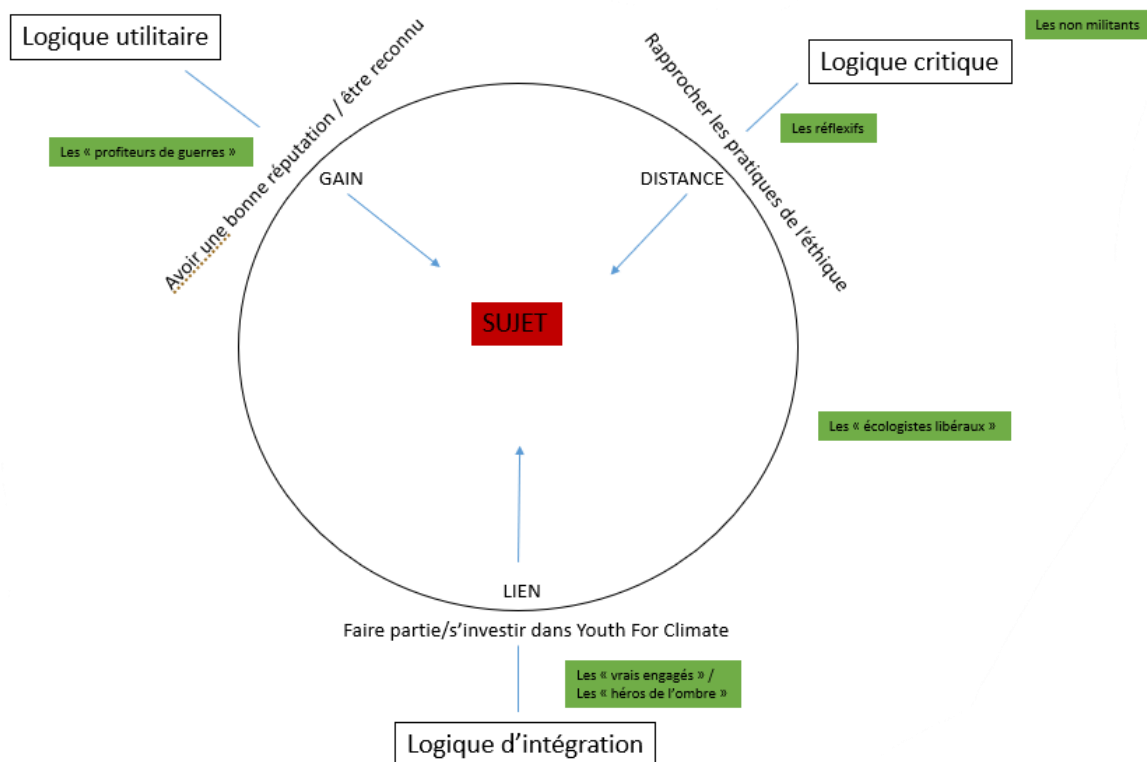 Logique utilitaire
Les non militants
Logique critique
Avoir une bonne réputation / être reconnu
Rapprocher les pratiques de l'éthique
Les « profiteurs de guerres »
Les réflexifs
GAIN
DISTANCE
SUJET
Les « écologistes libéraux »
LIEN
Faire partie/s'investir dans Youth For Climate
Les « vrais engagés » /
Les « héros de l'ombre »
Logique d'intégration